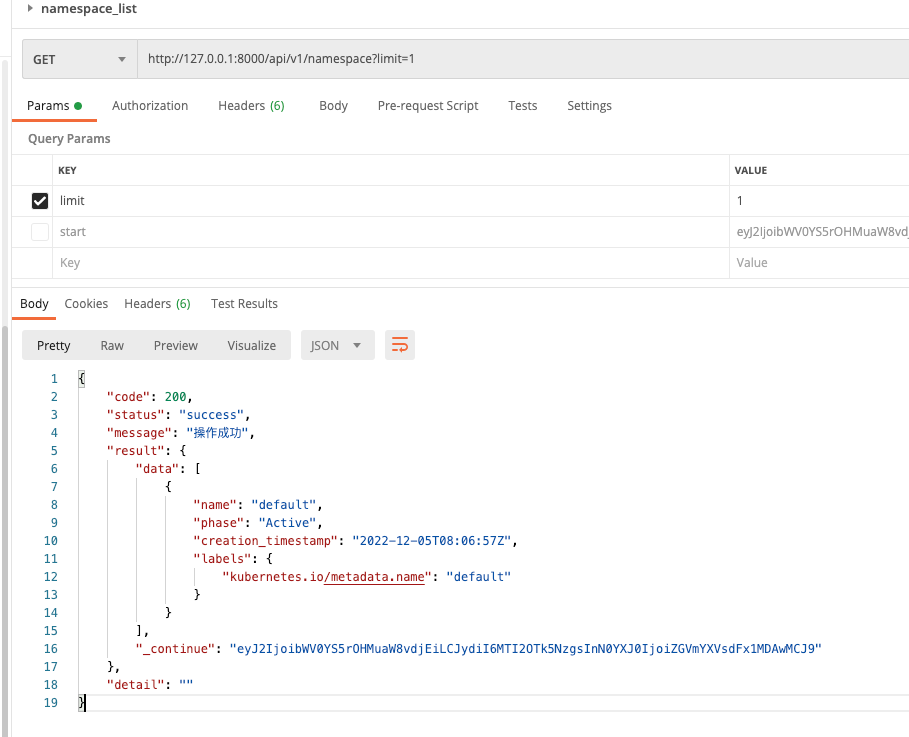 namespace_list
GET http://127.0.0.1:8000/api/v1/namespace?limit=1
Params Authorization Headers (6) Body Pre-request Script Tests Settings
Query Params
KEY VALUE
limit 1
start eyJ2IjoibWV0YS5rOHMuaW8vd
Key Value
Body Cookies Headers (6) Test Results
Pretty Raw Preview Visualize JSON
1 {
2 "code": 200,
3 "status": "success",
4 "message": "操作成功",
5 "result": {
6 "data": [
7 {
8 "name": "default",
9 "phase": "Active",
10 "creation_timestamp": "2022-12-05T08:06:57Z",
11 "labels": {
12 "kubernetes.io/metadata.name": "default"
13 }
14 }
15 ],
16 "_continue": "eyJ2IjoibWV0YS5rOHMuaW8vdjEiLCJydiI6MTI2OTk5NzgsInN0YXJ0IjoiZGVmYXVsdFx1MDAwMCJ9"
17 },
18 "detail": ""
19 }